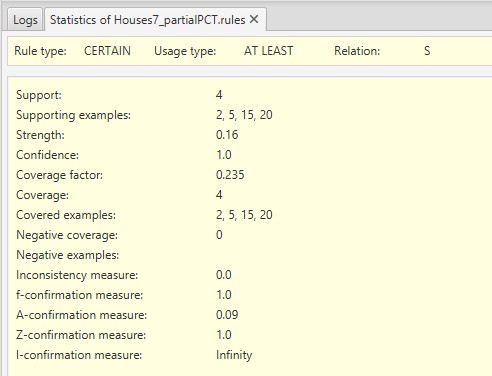 Logs Statistics of Houses7_partialPCT.rules
Rule type: CERTAIN Usage type: AT LEAST Relation: S
Support: 4
Supporting examples: 2, 5, 15, 20
Strength: 0.16
Confidence: 1.0
Coverage factor: 0.235
Coverage: 4
Covered examples: 2, 5, 15, 20
Negative coverage: 0
Negative examples:
Inconsistency measure: 0.0
f-confirmation measure: 1.0
A-confirmation measure: 0.09
Z-confirmation measure: 1.0
l-confirmation measure: Infinity